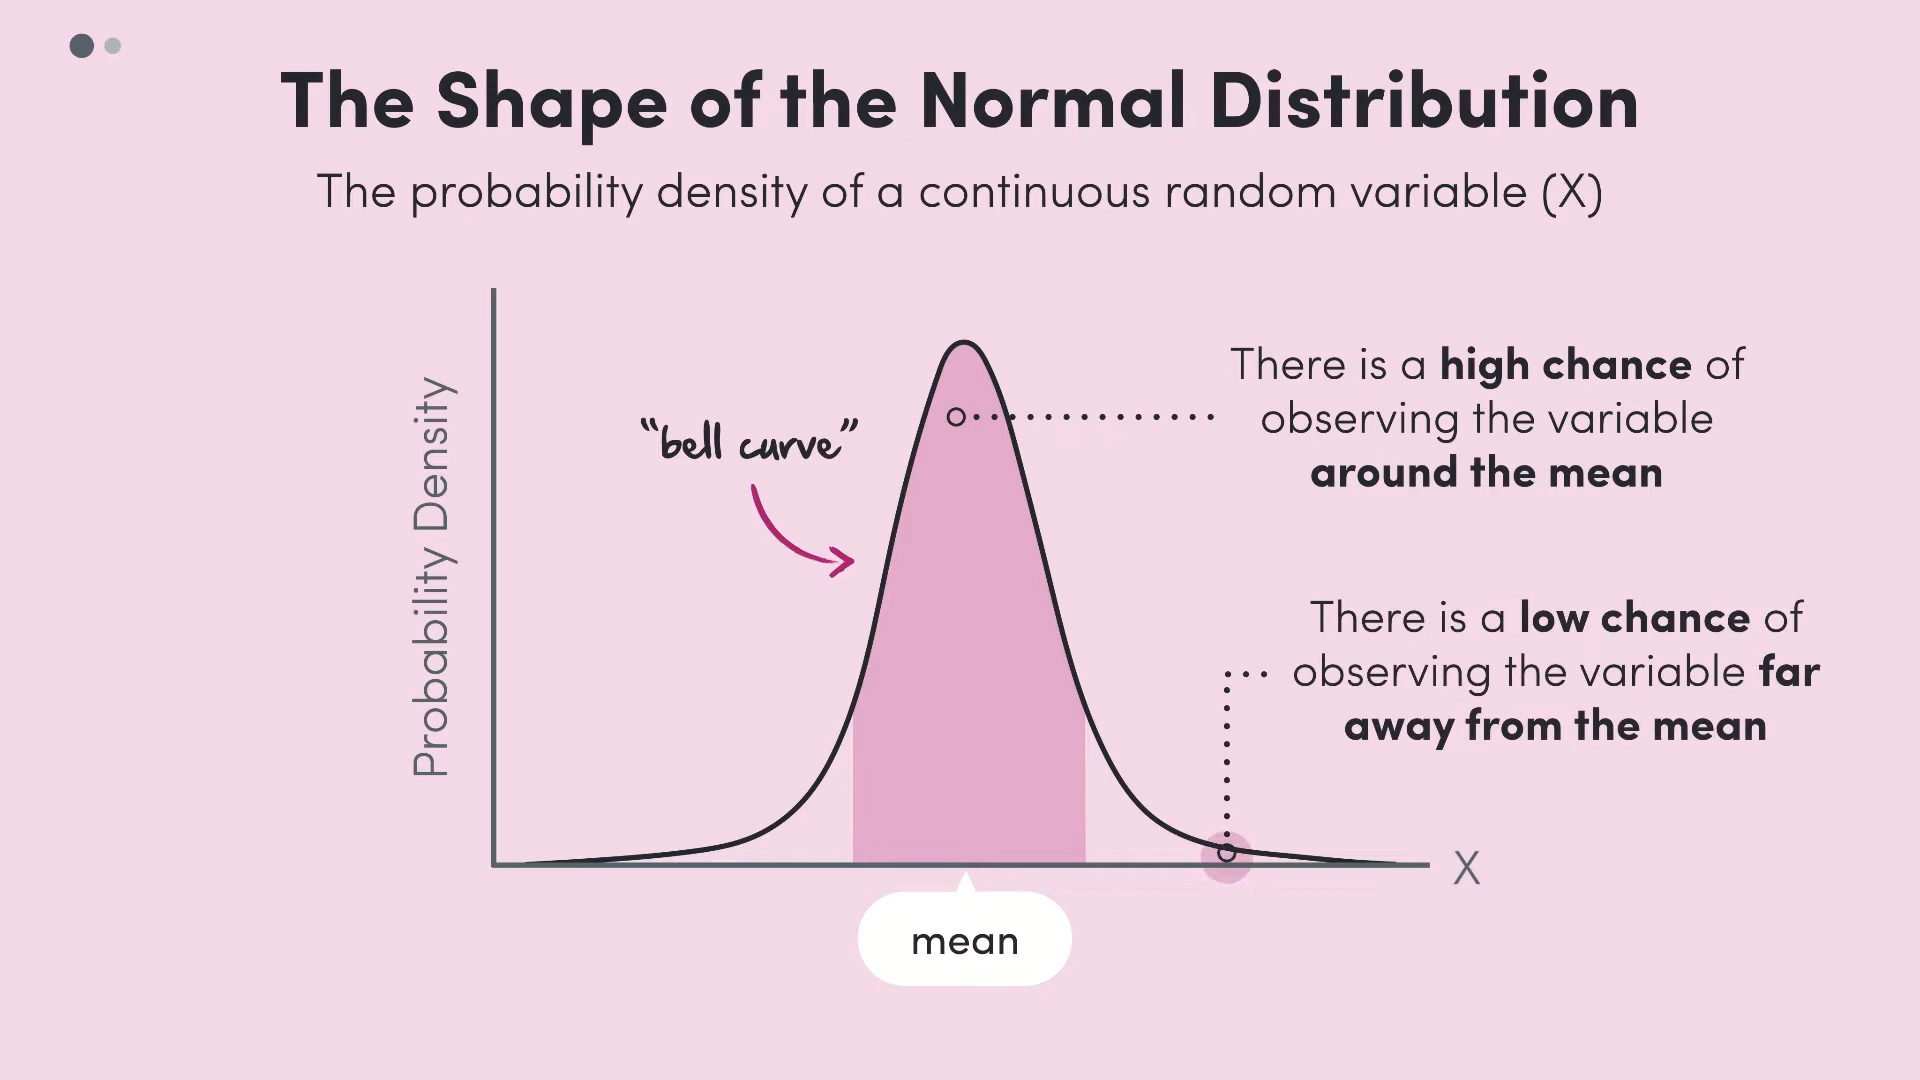 The Shape of the Normal Distribution
The probability density of a continuous random variable (X)
Probability Density
“bell curve”
There is a high chance of
observing the variable
around the mean
There is a low chance of
observing the variable far
away from the mean
X
mean